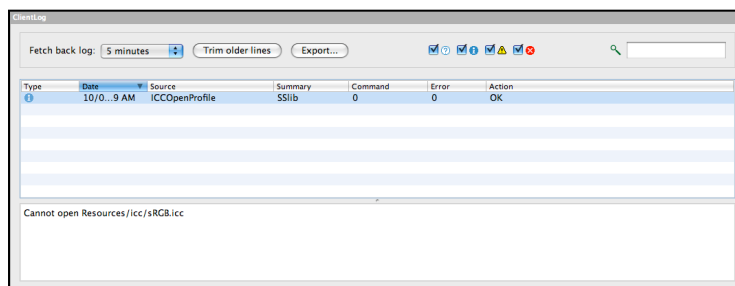 ClientLog
Fetch back log: 5 minutes Trim older lines Export...
Type Date Source Summary Command Error Action
10/0...9 AM ICCOpenProfile SSlib 0 0 OK
Cannot open Resources/icc/sRGB.icc